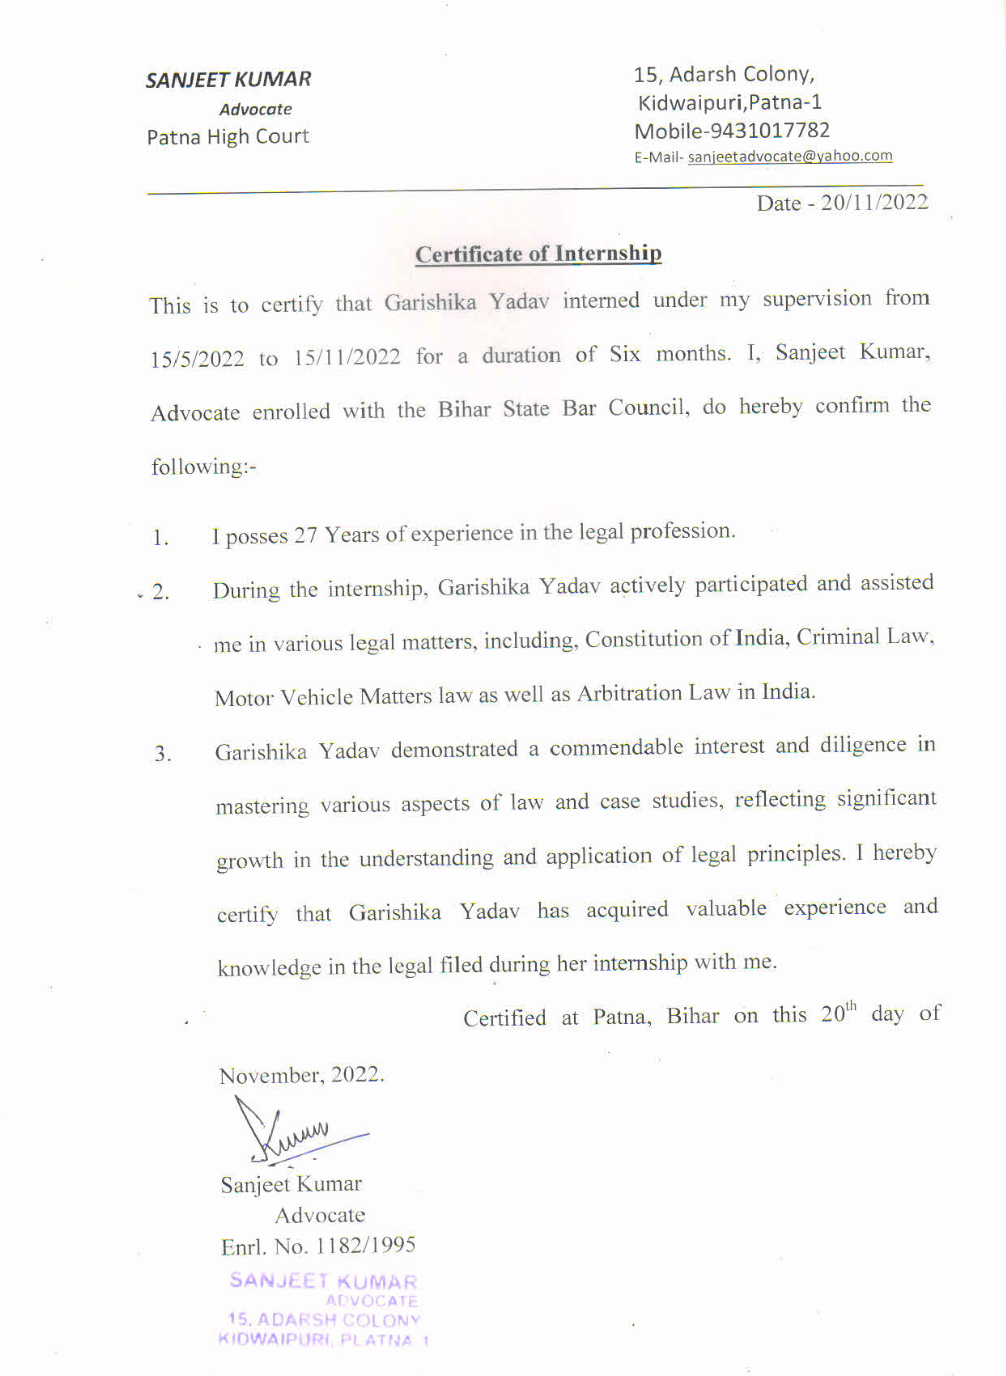 SANJEET KUMAR
Advocate
Patna High Court
15, Adarsh Colony,
Kidwaipuri,Patna-1
Mobile-9431017782
E-Mail- sanjeetadvocate@yahoo.com
Date - 20/11/2022
Certificate of Internship
This is to certify that Garishika Yadav interned under my supervision from
15/5/2022 to 15/11/2022 for a duration of Six months. I, Sanjeet Kumar,
Advocate enrolled with the Bihar State Bar Council, do hereby confirm the
following:-
1. I posses 27 Years of experience in the legal profession.
2. During the internship, Garishika Yadav actively participated and assisted
me in various legal matters, including, Constitution of India, Criminal Law,
Motor Vehicle Matters law as well as Arbitration Law in India.
3. Garishika Yadav demonstrated a commendable interest and diligence in
mastering various aspects of law and case studies, reflecting significant
growth in the understanding and application of legal principles. I hereby
certify that Garishika Yadav has acquired valuable experience and
knowledge in the legal filed during her internship with me.
Certified at Patna, Bihar on this 20th day of
November, 2022.
Skumar
Sanjeet Kumar
Advocate
Enrl. No. 1182/1995
SANJEET KUMAR
ADVOCATE
15, ADARSH COLONY
KIDWAIPURI, PLATNA 1